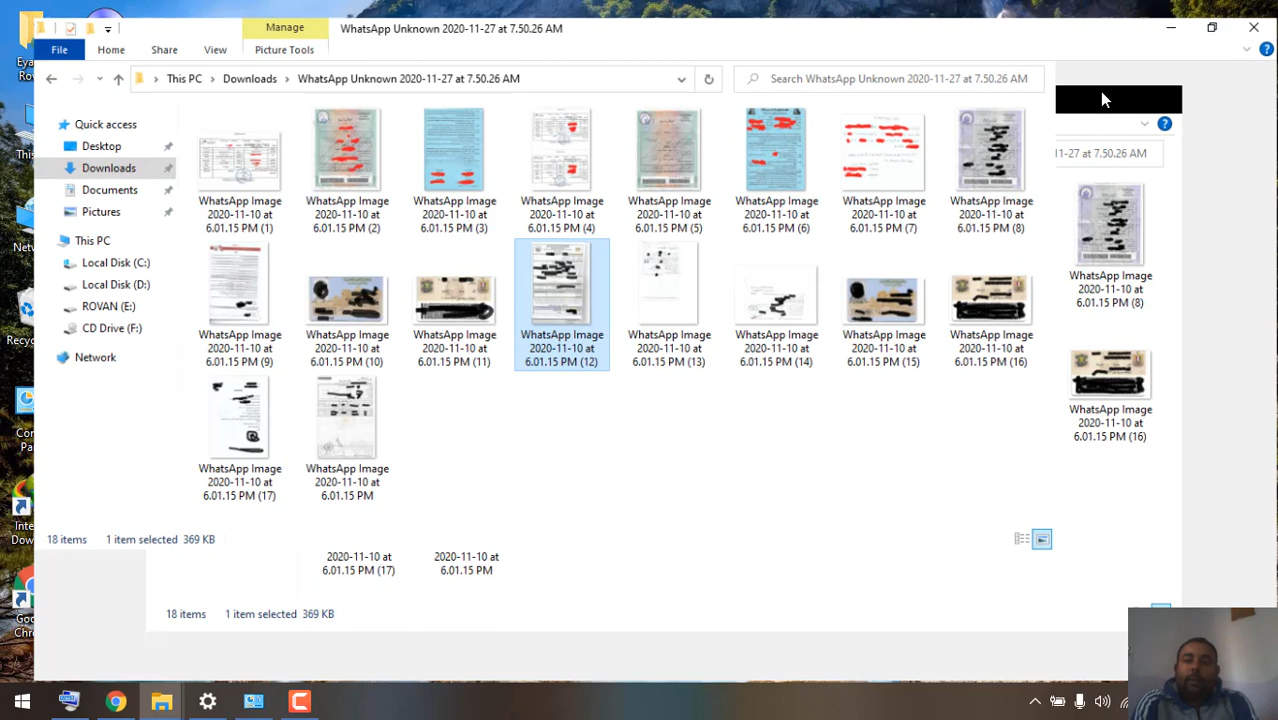 Manage
WhatsApp Unknown 2020-11-27 at 7.50.26 AM
File
Home
Share
View
Picture Tools
This PC
Downloads
WhatsApp Unknown 2020-11-27 at 7.50.26 AM
Search WhatsApp Unknown 2020-11-27 at 7.50.26 AM
11-27 at 7.50.26 AM
Quick access
Desktop
Downloads
Documents
Pictures
This PC
Local Disk (C:)
Local Disk (D:)
ROVAN (E:)
CD Drive (F:)
Network
WhatsApp Image 2020-11-10 at 6.01.15 PM (1)
WhatsApp Image 2020-11-10 at 6.01.15 PM (2)
WhatsApp Image 2020-11-10 at 6.01.15 PM (3)
WhatsApp Image 2020-11-10 at 6.01.15 PM (4)
WhatsApp Image 2020-11-10 at 6.01.15 PM (5)
WhatsApp Image 2020-11-10 at 6.01.15 PM (6)
WhatsApp Image 2020-11-10 at 6.01.15 PM (7)
WhatsApp Image 2020-11-10 at 6.01.15 PM (8)
WhatsApp Image 2020-11-10 at 6.01.15 PM (8)
WhatsApp Image 2020-11-10 at 6.01.15 PM (9)
WhatsApp Image 2020-11-10 at 6.01.15 PM (10)
WhatsApp Image 2020-11-10 at 6.01.15 PM (11)
WhatsApp Image 2020-11-10 at 6.01.15 PM (12)
WhatsApp Image 2020-11-10 at 6.01.15 PM (13)
WhatsApp Image 2020-11-10 at 6.01.15 PM (14)
WhatsApp Image 2020-11-10 at 6.01.15 PM (15)
WhatsApp Image 2020-11-10 at 6.01.15 PM (16)
WhatsApp Image 2020-11-10 at 6.01.15 PM (16)
WhatsApp Image 2020-11-10 at 6.01.15 PM (17)
WhatsApp Image 2020-11-10 at 6.01.15 PM
18 items 1 item selected 369 KB
2020-11-10 at 6.01.15 PM (17)
2020-11-10 at 6.01.15 PM
18 items 1 item selected 369 KB